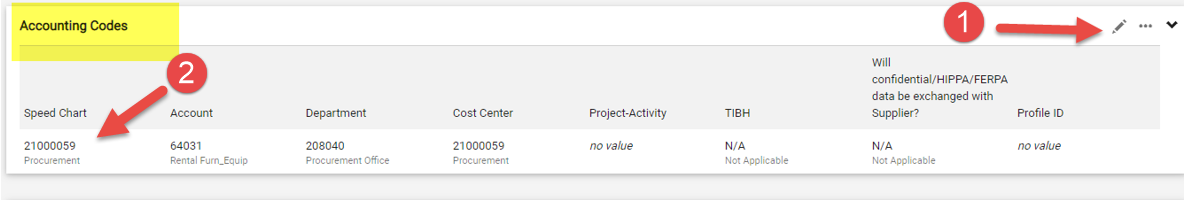 Accounting Codes
1
2
Will
confidential/HIPPA/FERPA
data be exchanged with
Speed Chart Account Department Cost Center Project-Activity TIBH Supplier? Profile ID
21000059 64031 208040 21000059 no value N/A N/A no value
Procurement Rental Furn_Equip Procurement Office Procurement Not Applicable Not Applicable